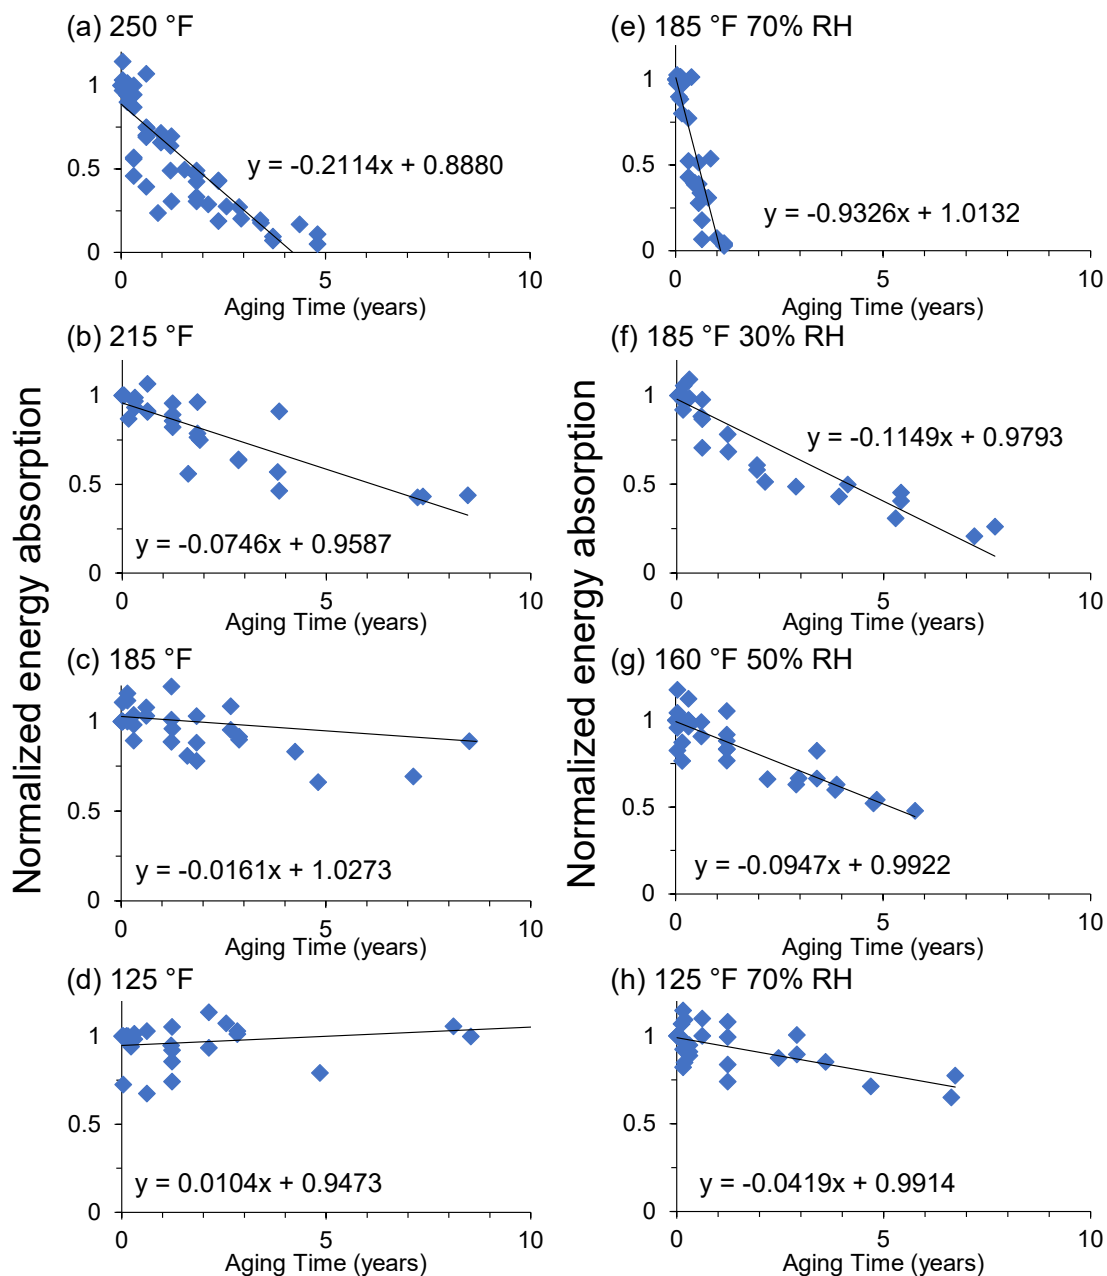 (a) 250 °F
1
0.5
0
y = -0.2114x + 0.8880
0 5 10
Aging Time (years)
(b) 215 °F
1
0.5
0
y = -0.0746x + 0.9587
0 5 10
Aging Time (years)
(c) 185 °F
1
0.5
0
y = -0.0161x + 1.0273
0 5 10
Aging Time (years)
(d) 125 °F
1
0.5
0
y = 0.0104x + 0.9473
0 5 10
Aging Time (years)
Normalized energy absorption
(e) 185 °F 70% RH
1
0.5
0
y = -0.9326x + 1.0132
0 5 10
Aging Time (years)
(f) 185 °F 30% RH
1
0.5
0
y = -0.1149x + 0.9793
0 5 10
Aging Time (years)
(g) 160 °F 50% RH
1
0.5
0
y = -0.0947x + 0.9922
0 5 10
Aging Time (years)
(h) 125 °F 70% RH
1
0.5
0
y = -0.0419x + 0.9914
0 5 10
Aging Time (years)
Normalized energy absorption